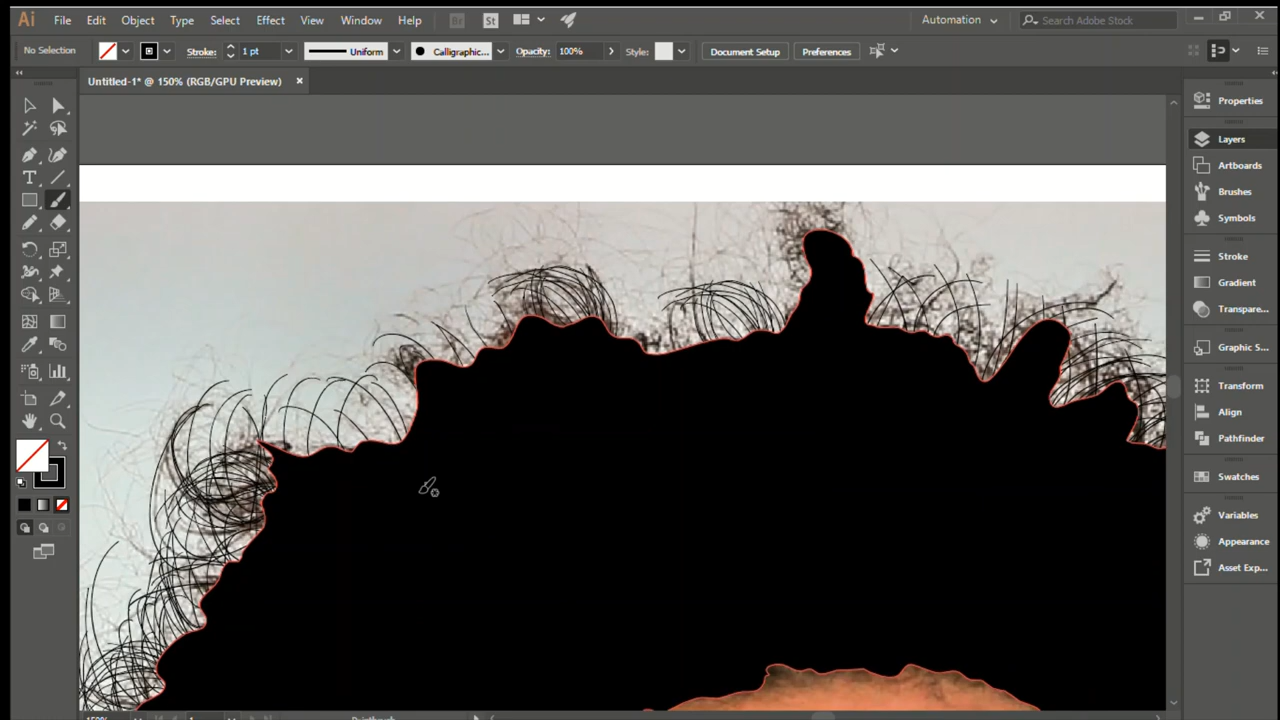 Ai File Edit Object Type Select Effect View Window Help Br St Automation Search Adobe Stock
No Selection Stroke: 1 pt Uniform Calligraphic... Opacity: 100% Style: Document Setup Preferences
Untitled-1* @ 150% (RGB/GPU Preview)
Properties
Layers
Artboards
Brushes
Symbols
Stroke
Gradient
Transpare...
Graphic S...
Transform
Align
Pathfinder
Swatches
Variables
Appearance
Asset Exp...